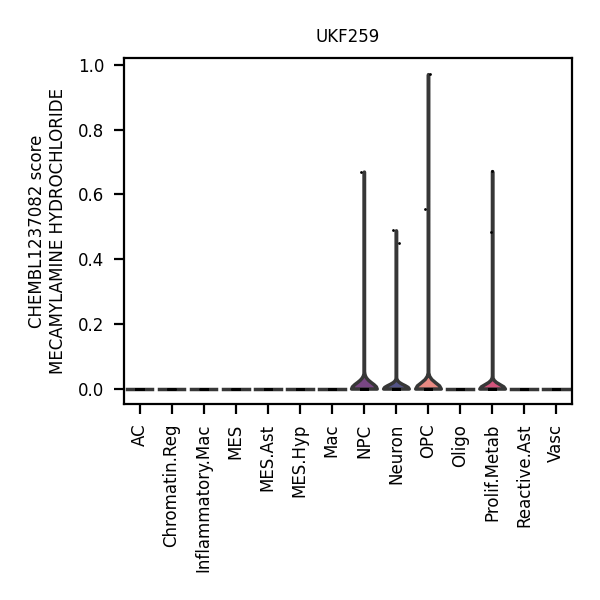 UKF259
CHEMBL1237082 score
MECAMYLAMINE HYDROCHLORIDE
1.0
0.8
0.6
0.4
0.2
0.0
AC
Chromatin.Reg
Inflammatory.Mac
MES
MES.Ast
MES.Hyp
Mac
NPC
Neuron
OPC
Oligo
Prolif.Metab
Reactive.Ast
Vasc